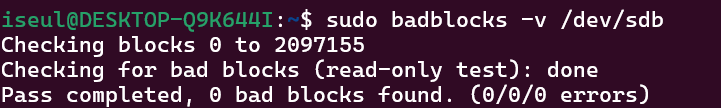 iseul@DESKTOP-Q9K644I:~$ sudo badblocks -v /dev/sdb
Checking blocks 0 to 2097155
Checking for bad blocks (read-only test): done
Pass completed, 0 bad blocks found. (0/0/0 errors)